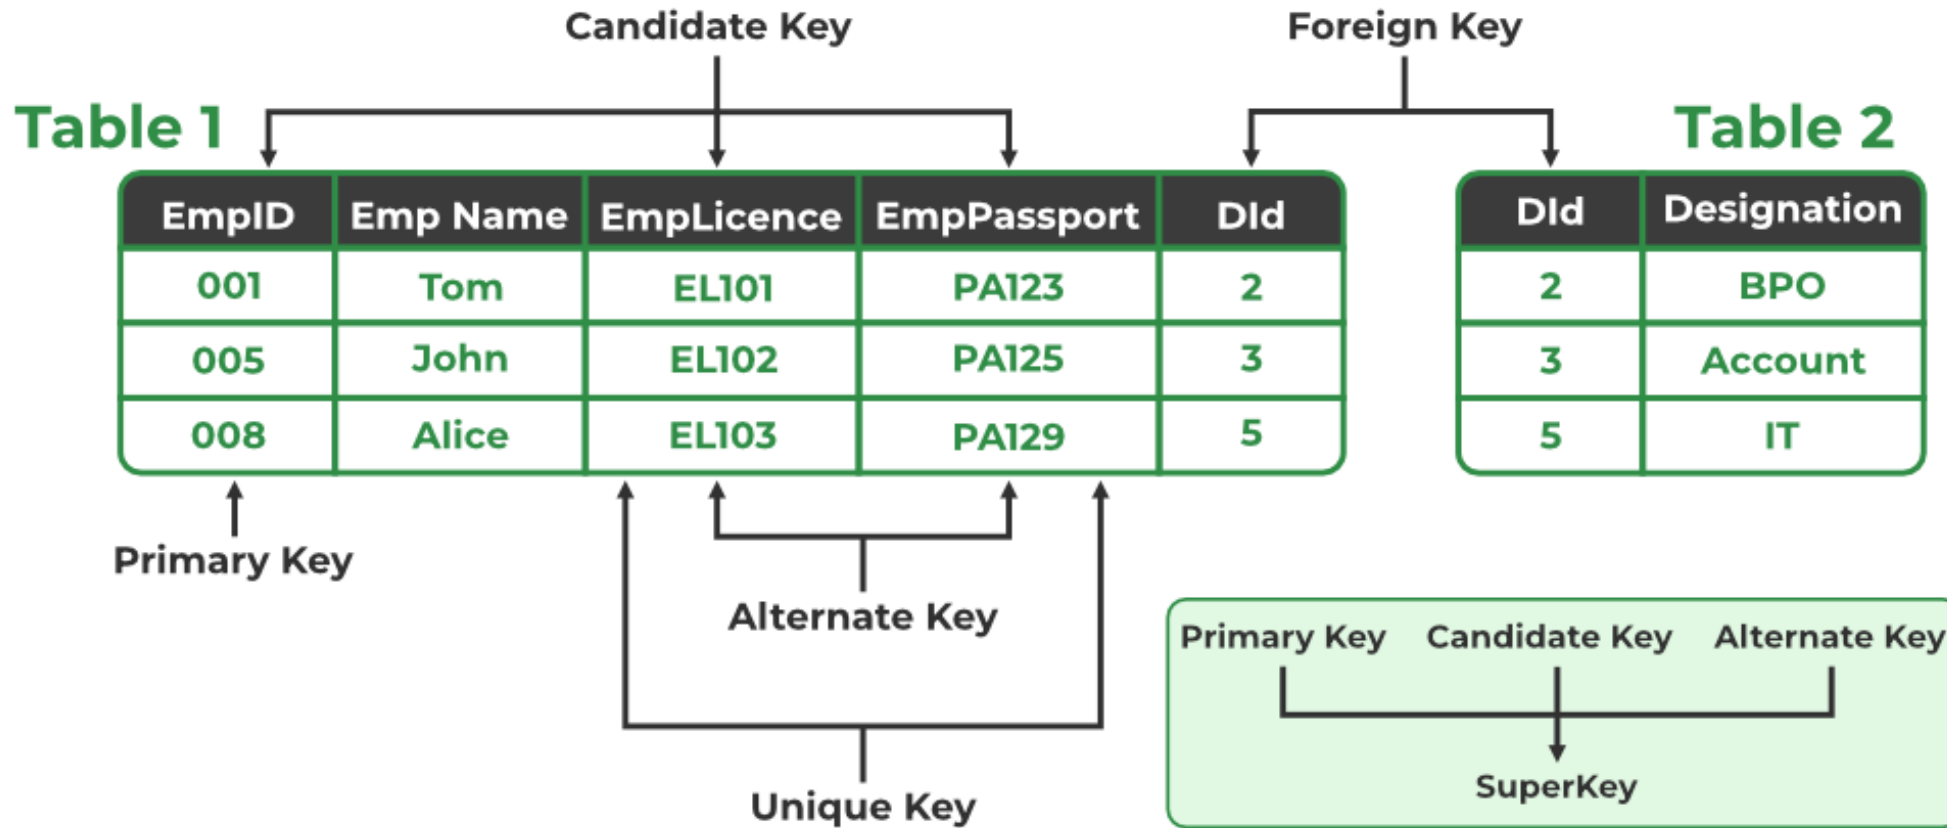 Candidate Key
Foreign Key
Table 1
Table 2
EmpID Emp Name EmpLicence EmpPassport DId
001 Tom EL101 PA123 2
005 John EL102 PA125 3
008 Alice EL103 PA129 5
DId Designation
2 BPO
3 Account
5 IT
Primary Key
Alternate Key
Unique Key
Primary Key Candidate Key Alternate Key
SuperKey